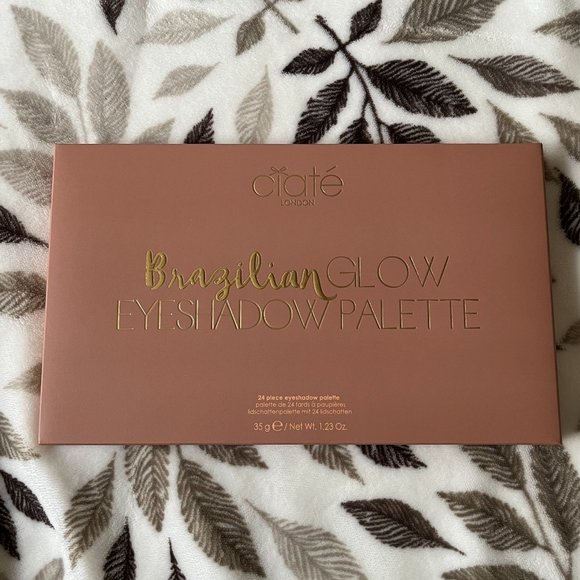 ciaté
LONDON
Brazilian GLOW
EYESHADOW PALETTE
24 piece eyeshadow palette
palette de 24 fards à paupières
lidschattenpalette mit 24 lidschatten
35 g ℮ / Net Wt. 1.23 Oz.